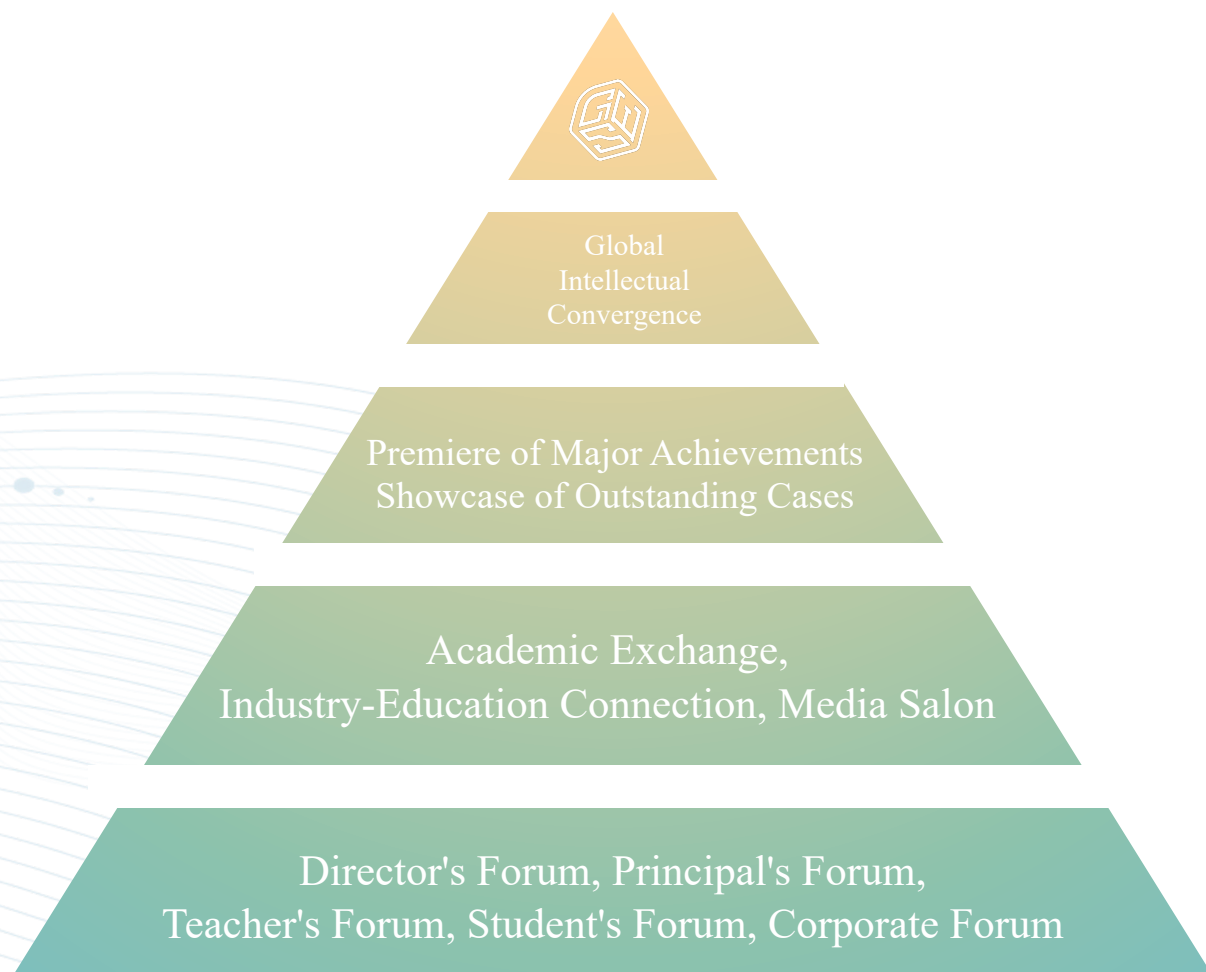 Global
Intellectual
Convergence
Premiere of Major Achievements
Showcase of Outstanding Cases
Academic Exchange,
Industry-Education Connection, Media Salon
Director's Forum, Principal's Forum,
Teacher's Forum, Student's Forum, Corporate Forum